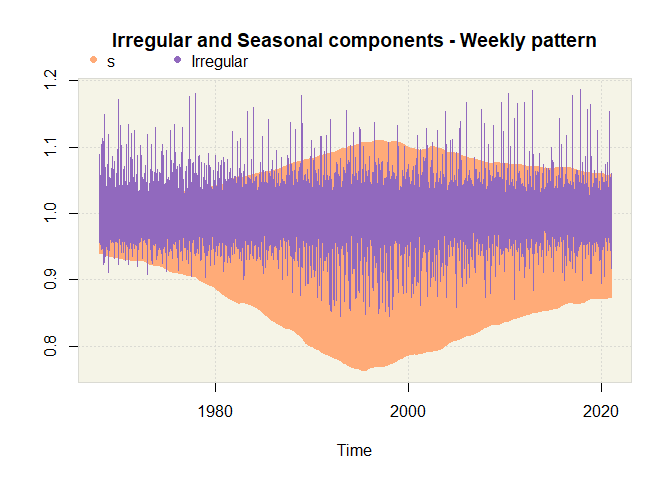 Irregular and Seasonal components - Weekly pattern
s Irregular
1.2
1.1
1.0
0.9
0.8
1980 2000 2020
Time